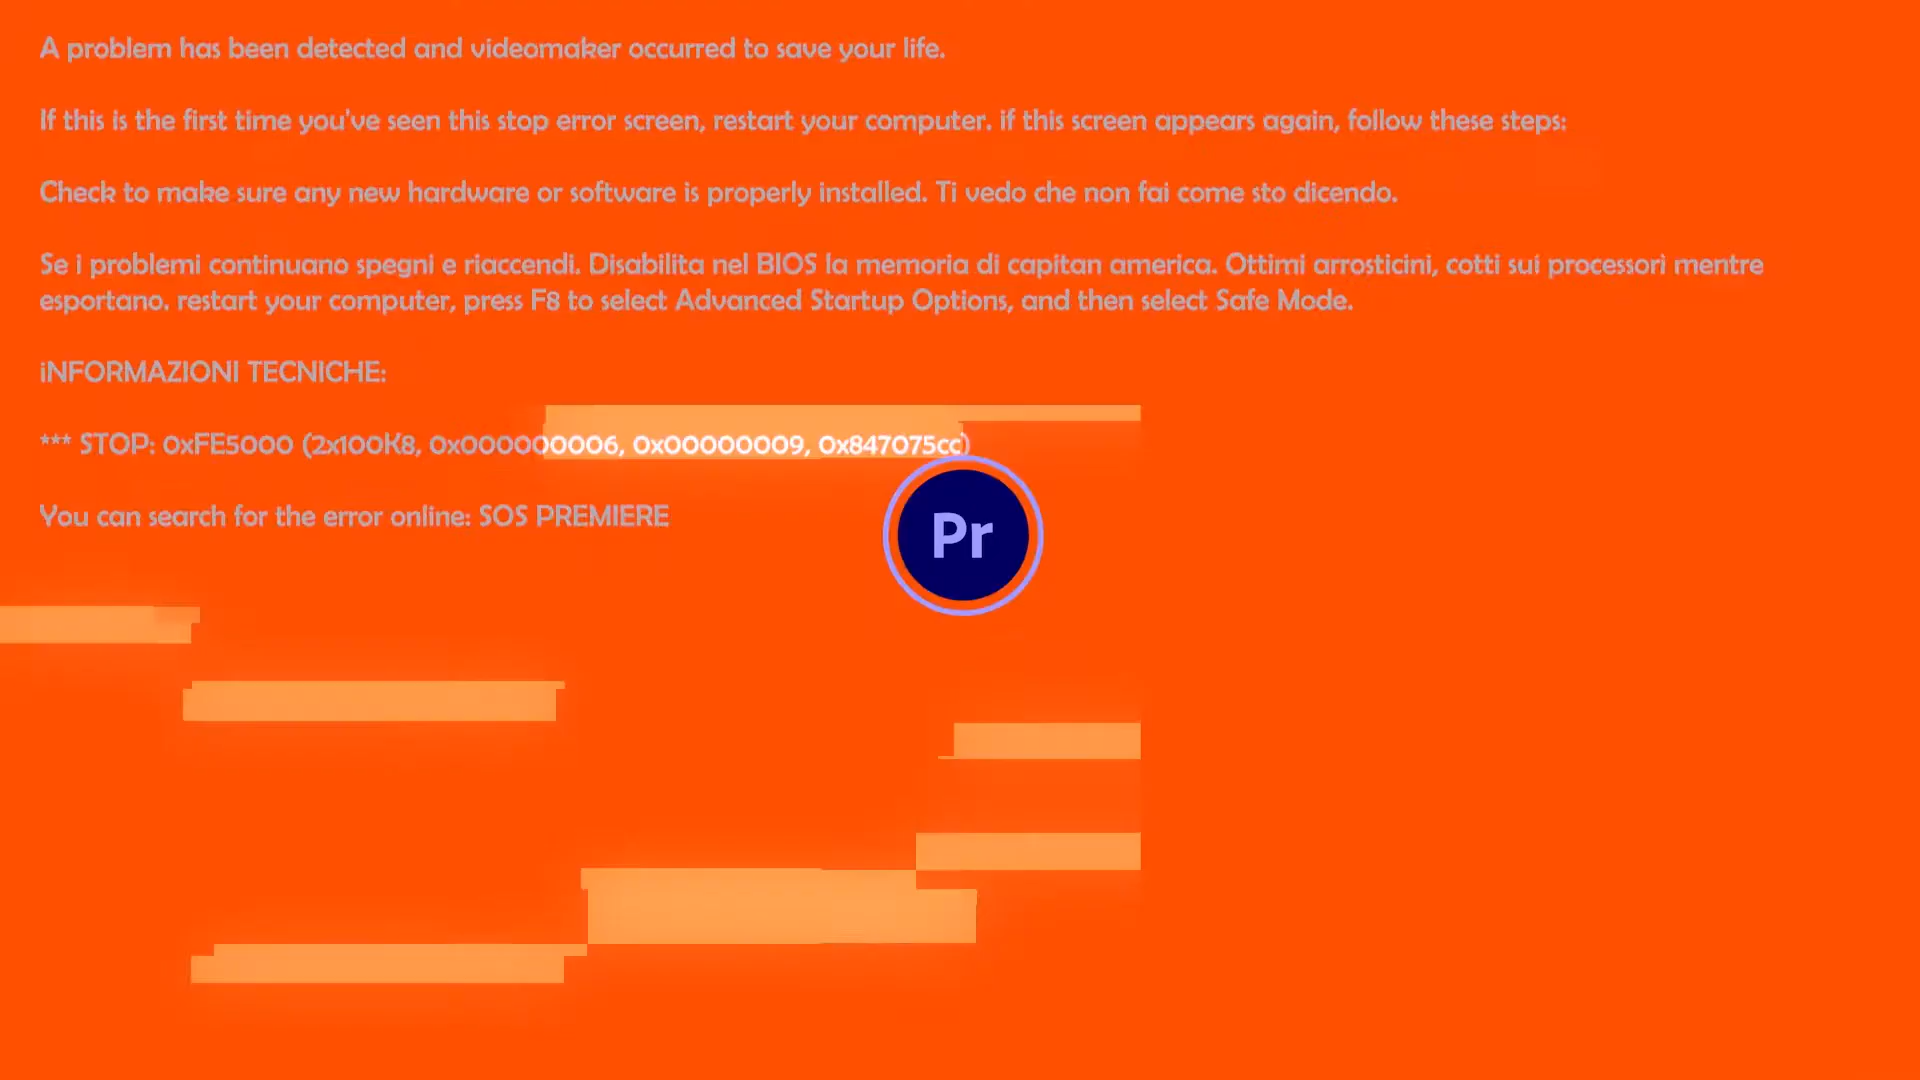 A problem has been detected and videomaker occurred to save your life.
If this is the first time you've seen this stop error screen, restart your computer. if this screen appears again, follow these steps:
Check to make sure any new hardware or software is properly installed. Ti vedo che non fai come sto dicendo.
Se i problemi continuano spegni e riaccendi. Disabilita nel BIOS la memoria di capitan america. Ottimi arrosticini, cotti sui processori mentre
esportano. restart your computer, press F8 to select Advanced Startup Options, and then select Safe Mode.
iNFORMAZIONI TECNICHE:
*** STOP: 0xFE5000 (2x100K8, 0x000000006, 0x00000009, 0x847075cc)
You can search for the error online: SOS PREMIERE
Pr